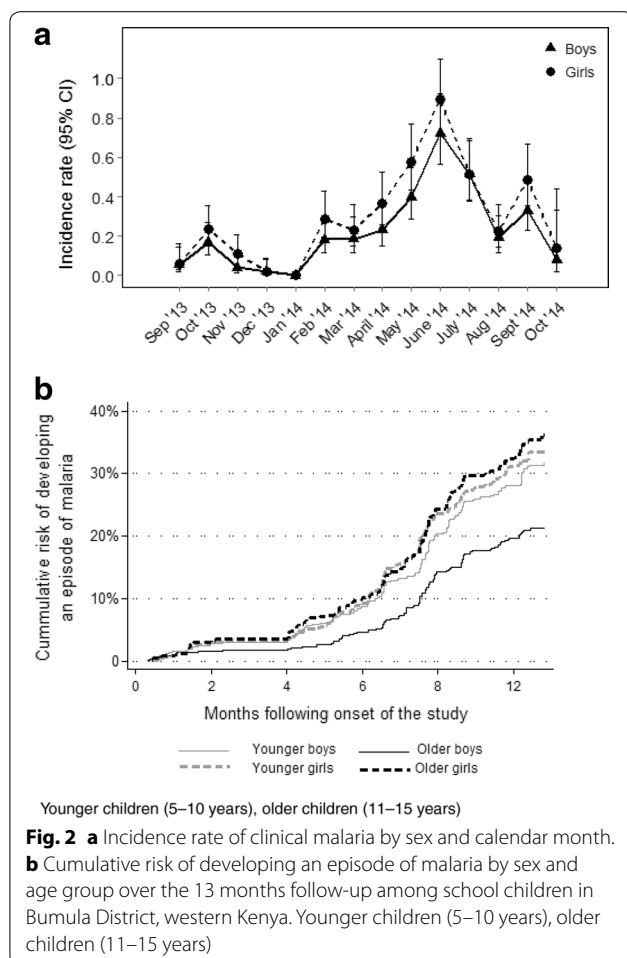 a
Boys
Girls
Incidence rate (95% CI)
1.0
0.8
0.6
0.4
0.2
0.0
Sep '13
Oct '13
Nov '13
Dec '13
Jan '14
Feb '14
Mar '14
April '14
May '14
June '14
July '14
Aug '14
Sept '14
Oct '14
b
Cummulative risk of developing
an episode of malaria
40%
30%
20%
10%
0
0 2 4 6 8 10 12
Months following onset of the study
Younger boys Older boys
Younger girls Older girls
Younger children (5–10 years), older children (11–15 years)
Fig. 2 a Incidence rate of clinical malaria by sex and calendar month.
b Cumulative risk of developing an episode of malaria by sex and
age group over the 13 months follow-up among school children in
Bumula District, western Kenya. Younger children (5–10 years), older
children (11–15 years)